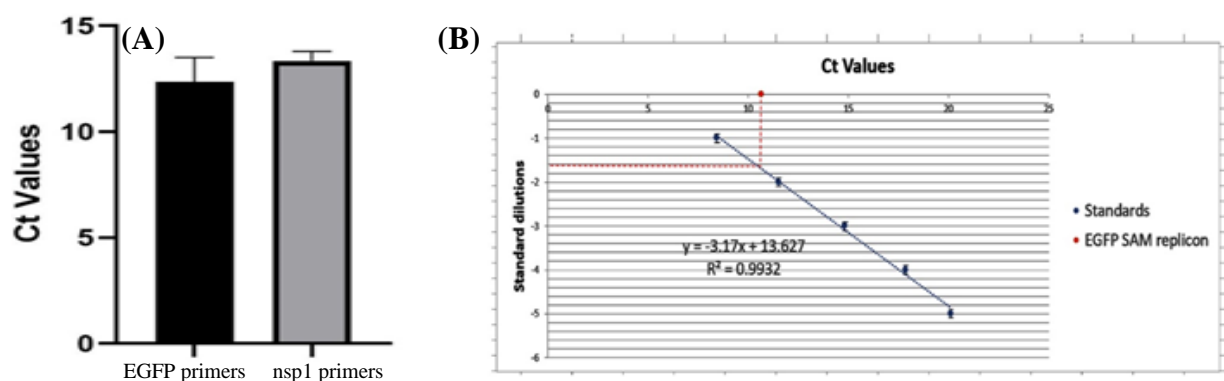 (A)
15
10
5
0
Ct Values
EGFP primers nsp1 primers
(B)
Ct Values
0 5 10 15 20 25
0
-1
-2
-3
-4
-5
-6
Standard dilutions
y = -3.17x + 13.627
R² = 0.9932
Standards
EGFP SAM replicon